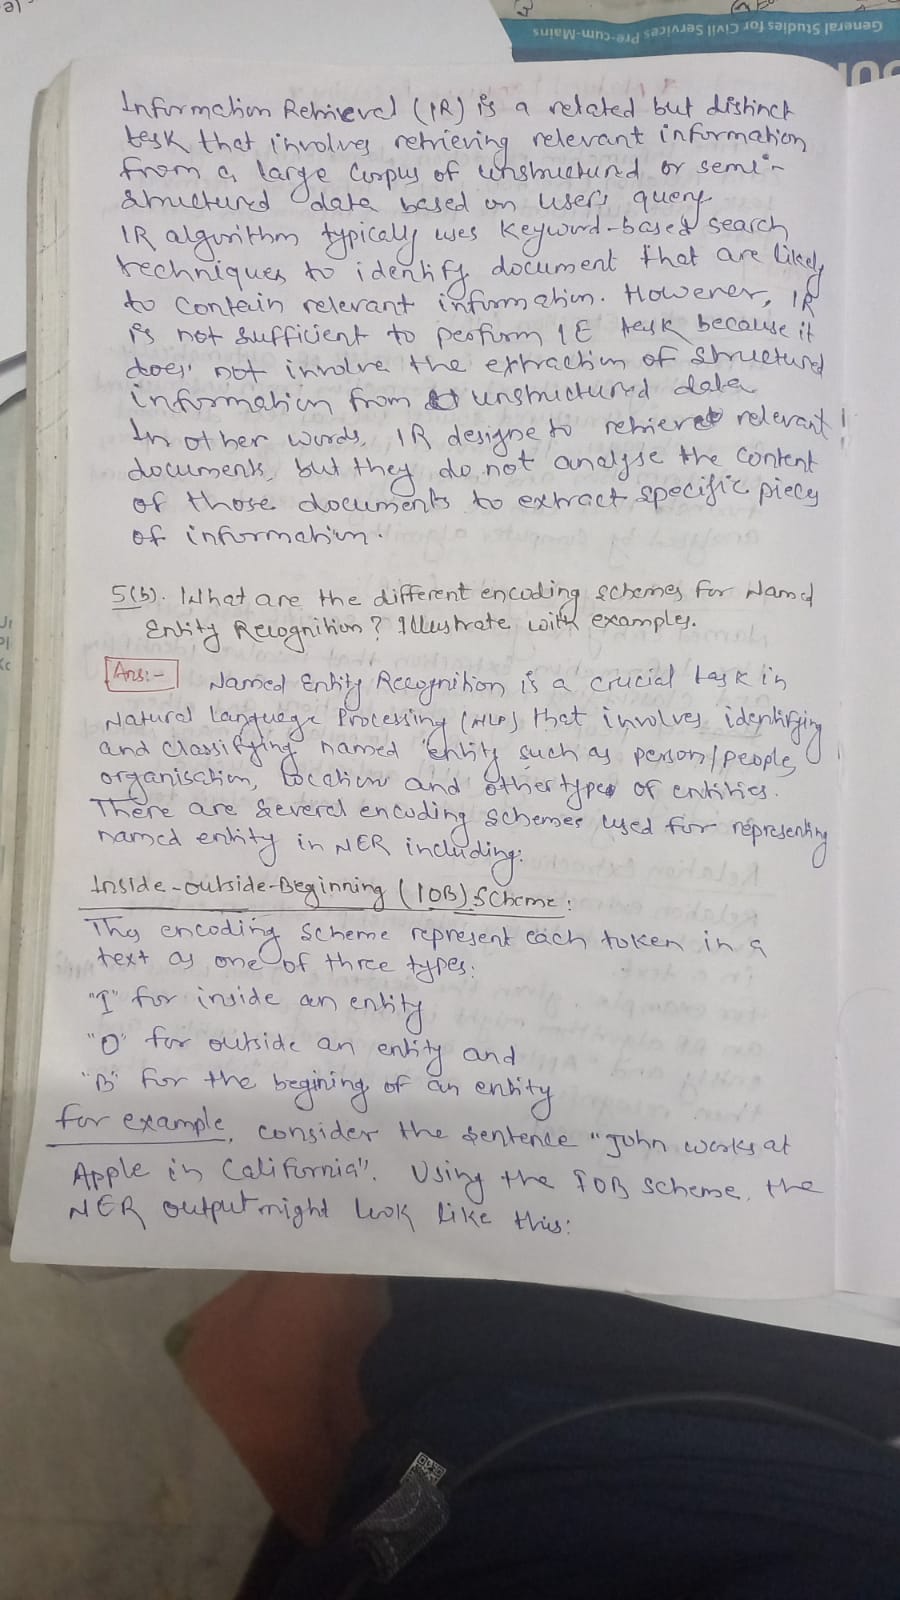 General Studies for Civil Services Pre-cum-Mains
Information Retrieval (IR) is a related but distinct
task that involves retrieving relevant information
from a large Corpus of unstructured or semi-
structured data based on user's query
IR algorithm typically uses Keyword-based search
techniques to identify document that are likely
to contain relevant information. However, IR
is not sufficient to perform IE task because it
does not involve the extraction of structured
information from unstructured data
In other words, IR designe to retrieve relevant
documents, but they do not analyse the content
of those documents to extract specific piecy
of information.
5(b). What are the different encoding schemes for Named
Entity Recognition? Illustrate with examples.
Ans:- Named Entity Recognition is a crucial task in
Natural Language Processing (NLP) that involves identifying
and classifying named entity such as person/people,
organisation, location and other types of entities.
There are several encoding schemes used for representing
named entity in NER including:
Inside-outside-Beginning (IOB) Scheme:
This encoding scheme represent each token in a
text as one of three types:
"I" for inside an entity
"O" for outside an entity and
"B" for the begining of an entity
for example, consider the sentence "John works at
Apple in California". Using the IOB scheme, the
NER output might look like this: